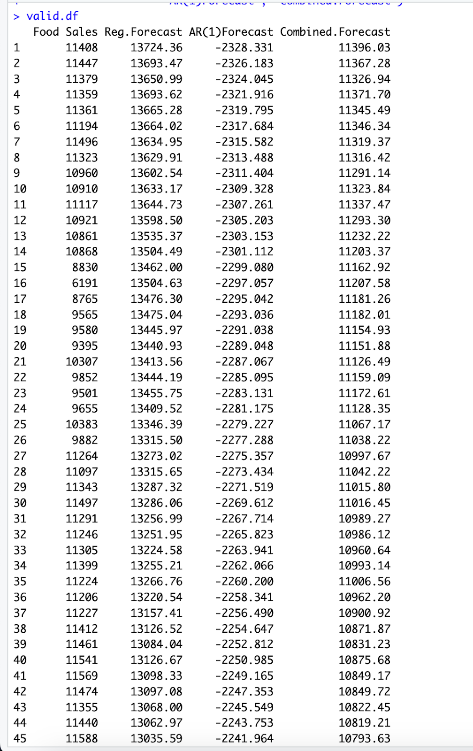 > valid.df
Food Sales Reg.Forecast AR(1)Forecast Combined.Forecast
1 11408 13724.36 -2328.331 11396.03
2 11447 13693.47 -2326.183 11367.28
3 11379 13650.99 -2324.045 11326.94
4 11359 13693.62 -2321.916 11371.70
5 11361 13665.28 -2319.795 11345.49
6 11194 13664.02 -2317.684 11346.34
7 11496 13634.95 -2315.582 11319.37
8 11323 13629.91 -2313.488 11316.42
9 10960 13602.54 -2311.404 11291.14
10 10910 13633.17 -2309.328 11323.84
11 11117 13644.73 -2307.261 11337.47
12 10921 13598.50 -2305.203 11293.30
13 10861 13535.37 -2303.153 11232.22
14 10868 13504.49 -2301.112 11203.37
15 8830 13462.00 -2299.080 11162.92
16 6191 13504.63 -2297.057 11207.58
17 8765 13476.30 -2295.042 11181.26
18 9565 13475.04 -2293.036 11182.01
19 9580 13445.97 -2291.038 11154.93
20 9395 13440.93 -2289.048 11151.88
21 10307 13413.56 -2287.067 11126.49
22 9852 13444.19 -2285.095 11159.09
23 9501 13455.75 -2283.131 11172.61
24 9655 13409.52 -2281.175 11128.35
25 10383 13346.39 -2279.227 11067.17
26 9882 13315.50 -2277.288 11038.22
27 11264 13273.02 -2275.357 10997.67
28 11097 13315.65 -2273.434 11042.22
29 11343 13287.32 -2271.519 11015.80
30 11497 13286.06 -2269.612 11016.45
31 11291 13256.99 -2267.714 10989.27
32 11246 13251.95 -2265.823 10986.12
33 11305 13224.58 -2263.941 10960.64
34 11399 13255.21 -2262.066 10993.14
35 11224 13266.76 -2260.200 11006.56
36 11206 13220.54 -2258.341 10962.20
37 11227 13157.41 -2256.490 10900.92
38 11412 13126.52 -2254.647 10871.87
39 11461 13084.04 -2252.812 10831.23
40 11541 13126.67 -2250.985 10875.68
41 11569 13098.33 -2249.165 10849.17
42 11474 13097.08 -2247.353 10849.72
43 11355 13068.00 -2245.549 10822.45
44 11440 13062.97 -2243.753 10819.21
45 11588 13035.59 -2241.964 10793.63